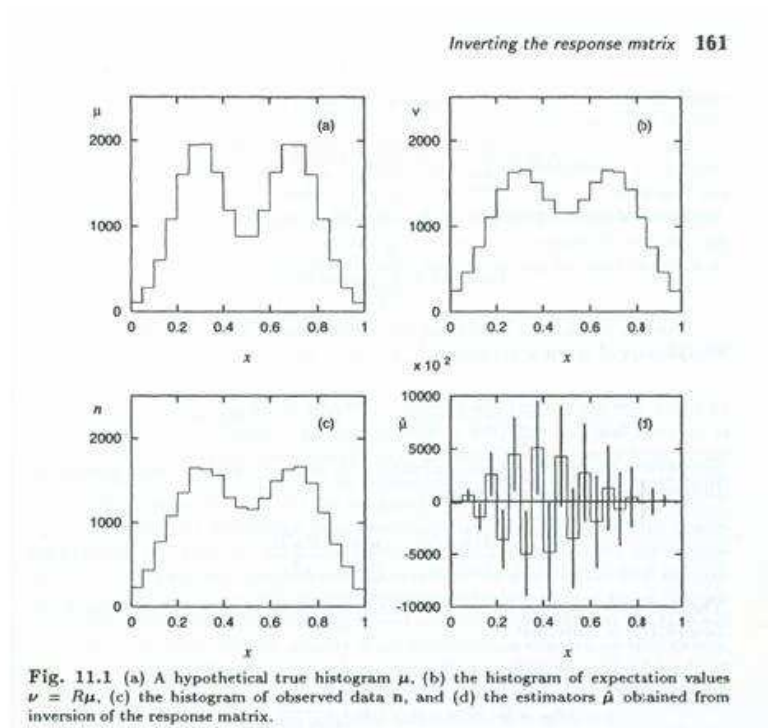 Inverting the response matrix 161
μ
(a)
2000
1000
0
0 0.2 0.4 0.6 0.8 1
x
ν
(b)
2000
1000
0
0 0.2 0.4 0.6 0.8 1
x
n
(c)
2000
1000
0
0 0.2 0.4 0.6 0.8 1
x
x 10 2
μ̂
(d)
10000
5000
0
-5000
-10000
0 0.2 0.4 0.6 0.8 1
x
Fig. 11.1 (a) A hypothetical true histogram μ, (b) the histogram of expectation values
ν = Rμ, (c) the histogram of observed data n, and (d) the estimators μ̂ obtained from
inversion of the response matrix.